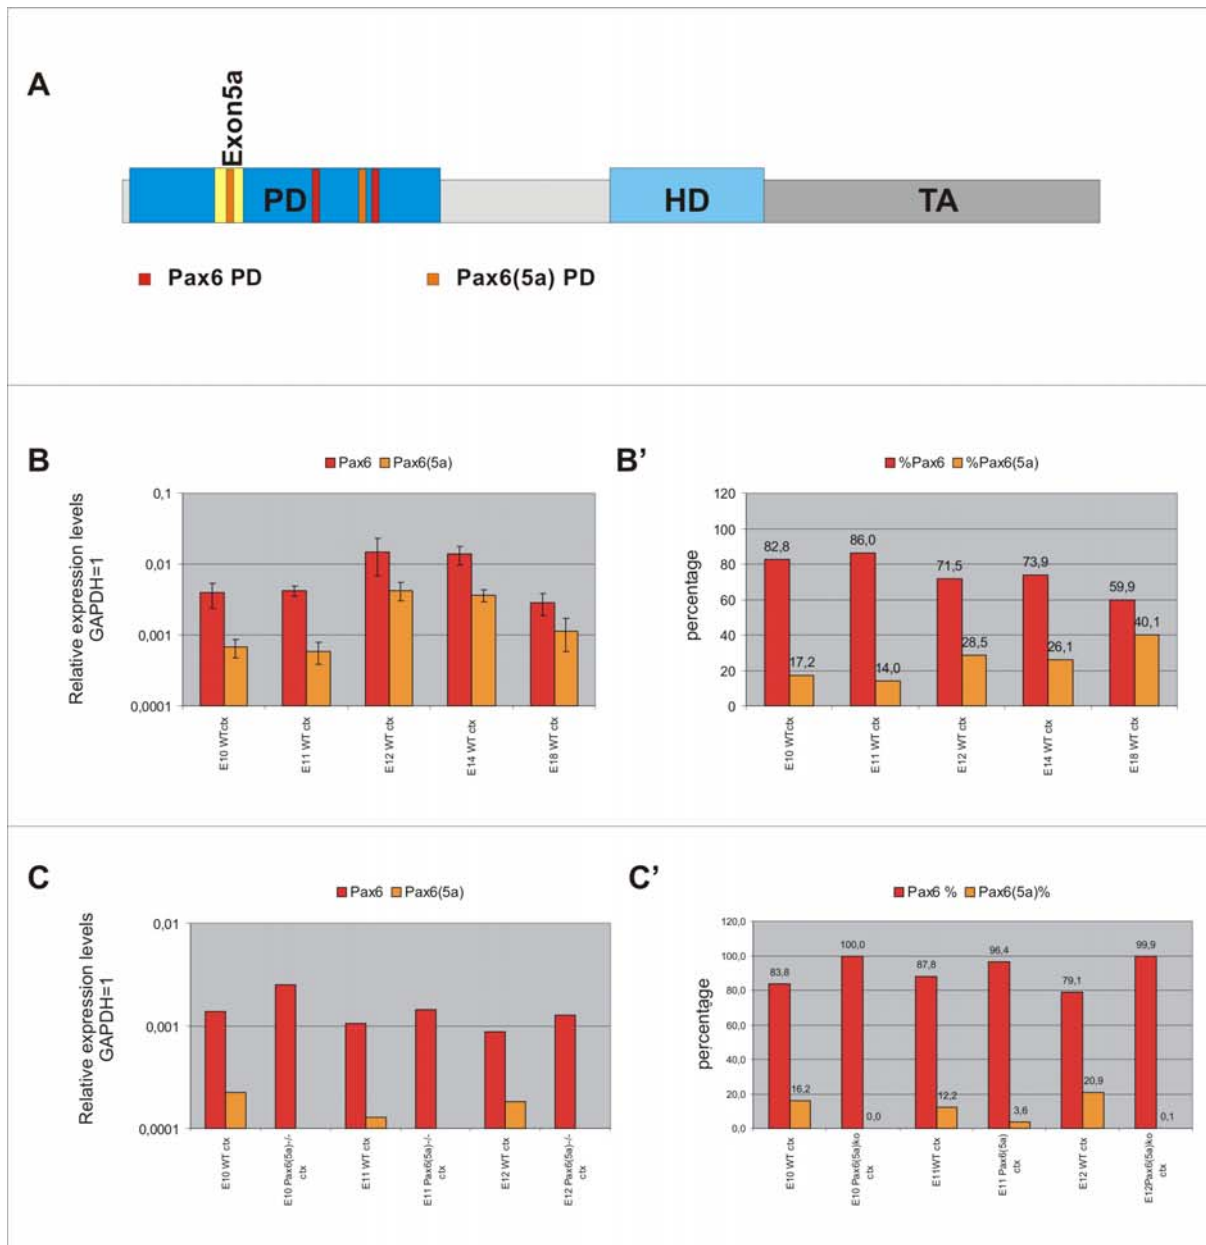 A
Exon5a
PD
HD
TA
Pax6 PD
Pax6(5a) PD
B
Pax6 Pax6(5a)
Relative expression levels
GAPDH=1
0,1
0,01
0,001
0,0001
E10 WTctx
E11 WT ctx
E12 WT ctx
E14 WT ctx
E18 WT ctx
B'
%Pax6 %Pax6(5a)
percentage
120
100
80
60
40
20
0
82,8
17,2
86,0
14,0
71,5
28,5
73,9
26,1
59,9
40,1
E10 WTctx
E11 WT ctx
E12 WT ctx
E14 WT ctx
E18 WT ctx
C
Pax6 Pax6(5a)
Relative expression levels
GAPDH=1
0,01
0,001
0,0001
E10 WT ctx
E10 Pax6(5a)-/-
ctx
E11 WT ctx
E11 Pax6(5a)-/-
ctx
E12 WT ctx
E12 Pax6(5a)-/-
ctx
C'
Pax6 % Pax6(5a)%
percentage
120,0
100,0
80,0
60,0
40,0
20,0
0,0
83,8
16,2
100,0
0,0
87,8
12,2
96,4
3,6
79,1
20,9
99,9
0,1
E10 WT ctx
E10 Pax6(5a)ko
ctx
E11WT ctx
E11 Pax6(5a)
ctx
E12 WT ctx
E12Pax6(5a)ko
ctx